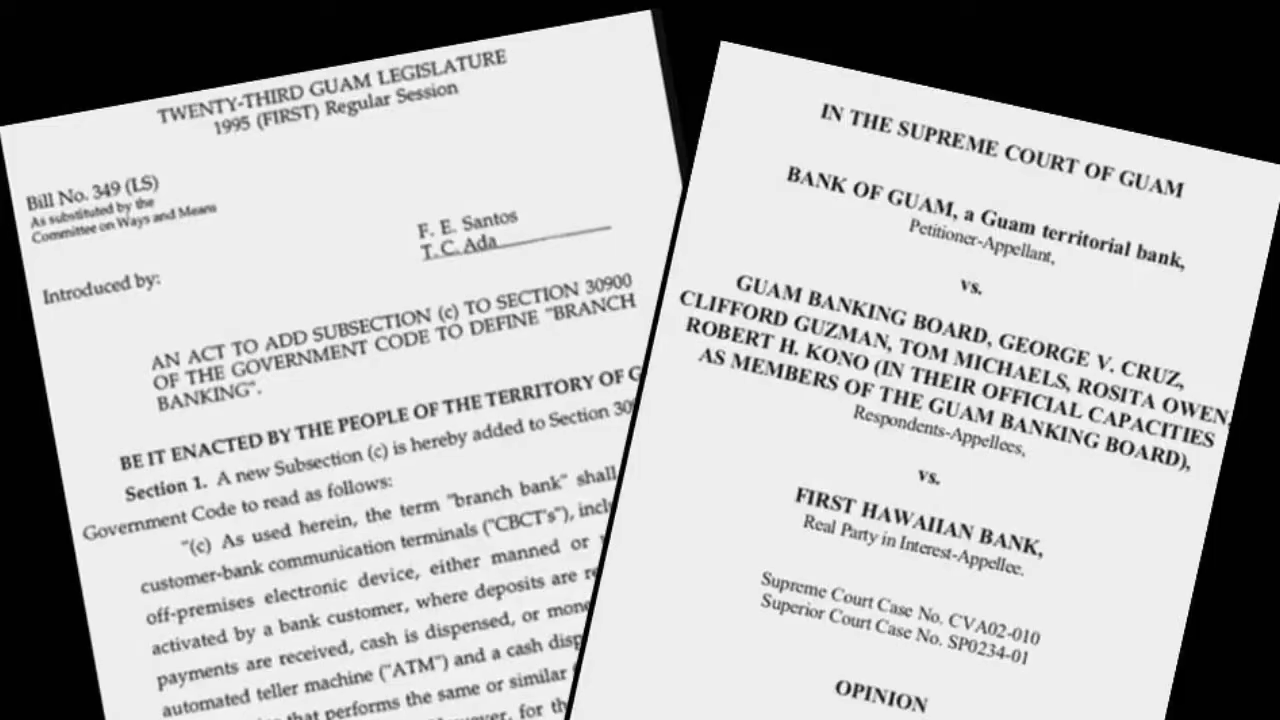 TWENTY-THIRD GUAM LEGISLATURE
1995 (FIRST) Regular Session
Bill No. 349 (LS)
As substituted by the
Committee on Ways and Means
F. E. Santos
T. C. Ada
Introduced by:
AN ACT TO ADD SUBSECTION (c) TO SECTION 30900
OF THE GOVERNMENT CODE TO DEFINE "BRANCH
BANKING".
BE IT ENACTED BY THE PEOPLE OF THE TERRITORY OF G
Section 1. A new Subsection (c) is hereby added to Section 30
Government Code to read as follows:
"(c) As used herein, the term "branch bank" shall
customer-bank communication terminals ("CBCT's"), incl
off-premises electronic device, either manned or
activated by a bank customer, where deposits are re
payments are received, cash is dispensed, or mone
automated teller machine ("ATM") and a cash disp
that performs the same or similar
for th
IN THE SUPREME COURT OF GUAM
BANK OF GUAM, a Guam territorial bank,
Petitioner-Appellant,
vs.
GUAM BANKING BOARD, GEORGE V. CRUZ,
CLIFFORD GUZMAN, TOM MICHAELS, ROSITA OWEN,
ROBERT H. KONO (IN THEIR OFFICIAL CAPACITIES
AS MEMBERS OF THE GUAM BANKING BOARD),
Respondents-Appellees,
vs.
FIRST HAWAIIAN BANK,
Real Party in Interest-Appellee.
Supreme Court Case No. CVA02-010
Superior Court Case No. SP0234-01
OPINION